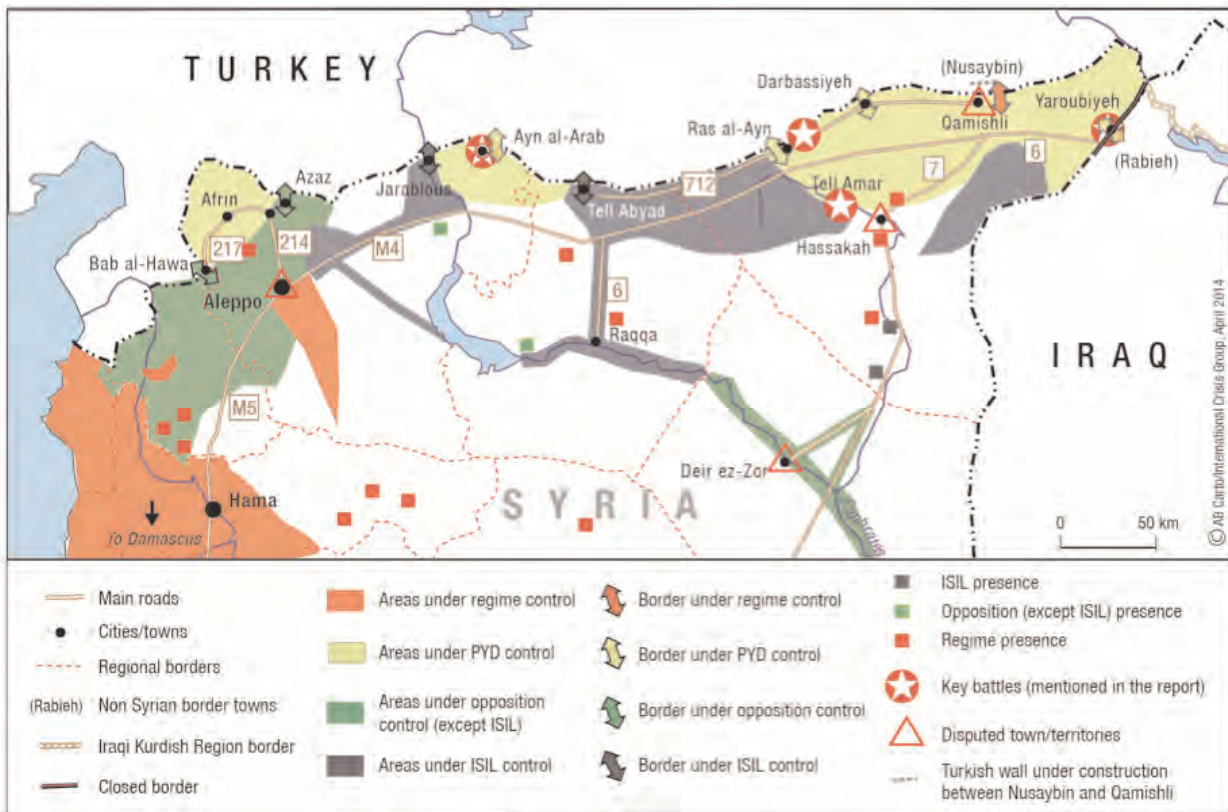 TURKEY
(Nusaybin)
Darbassiyeh
Yaroubiyeh
Ayn al-Arab
Ras al-Ayn
Qamishli
6
(Rabieh)
Azaz
7
Jarablous
712
Afrin
Tell Amar
Tell Abyad
217
214
M4
Hassakah
Bab al-Hawa
Aleppo
6
Raqqa
IRAQ
M5
Deir ez-Zor
SYRIA
Hama
Euphrates
To Damascus
0 50 km
© AB Carto/International Crisis Group, April 2014
Main roads
Cities/towns
Regional borders
(Rabieh) Non Syrian border towns
Iraqi Kurdish Region border
Closed border
Areas under regime control
Areas under PYD control
Areas under opposition
control (except ISIL)
Areas under ISIL control
Border under regime control
Border under PYD control
Border under opposition control
Border under ISIL control
ISIL presence
Opposition (except ISIL) presence
Regime presence
Key battles (mentioned in the report)
Disputed town/territories
Turkish wall under construction
between Nusaybin and Qamishli